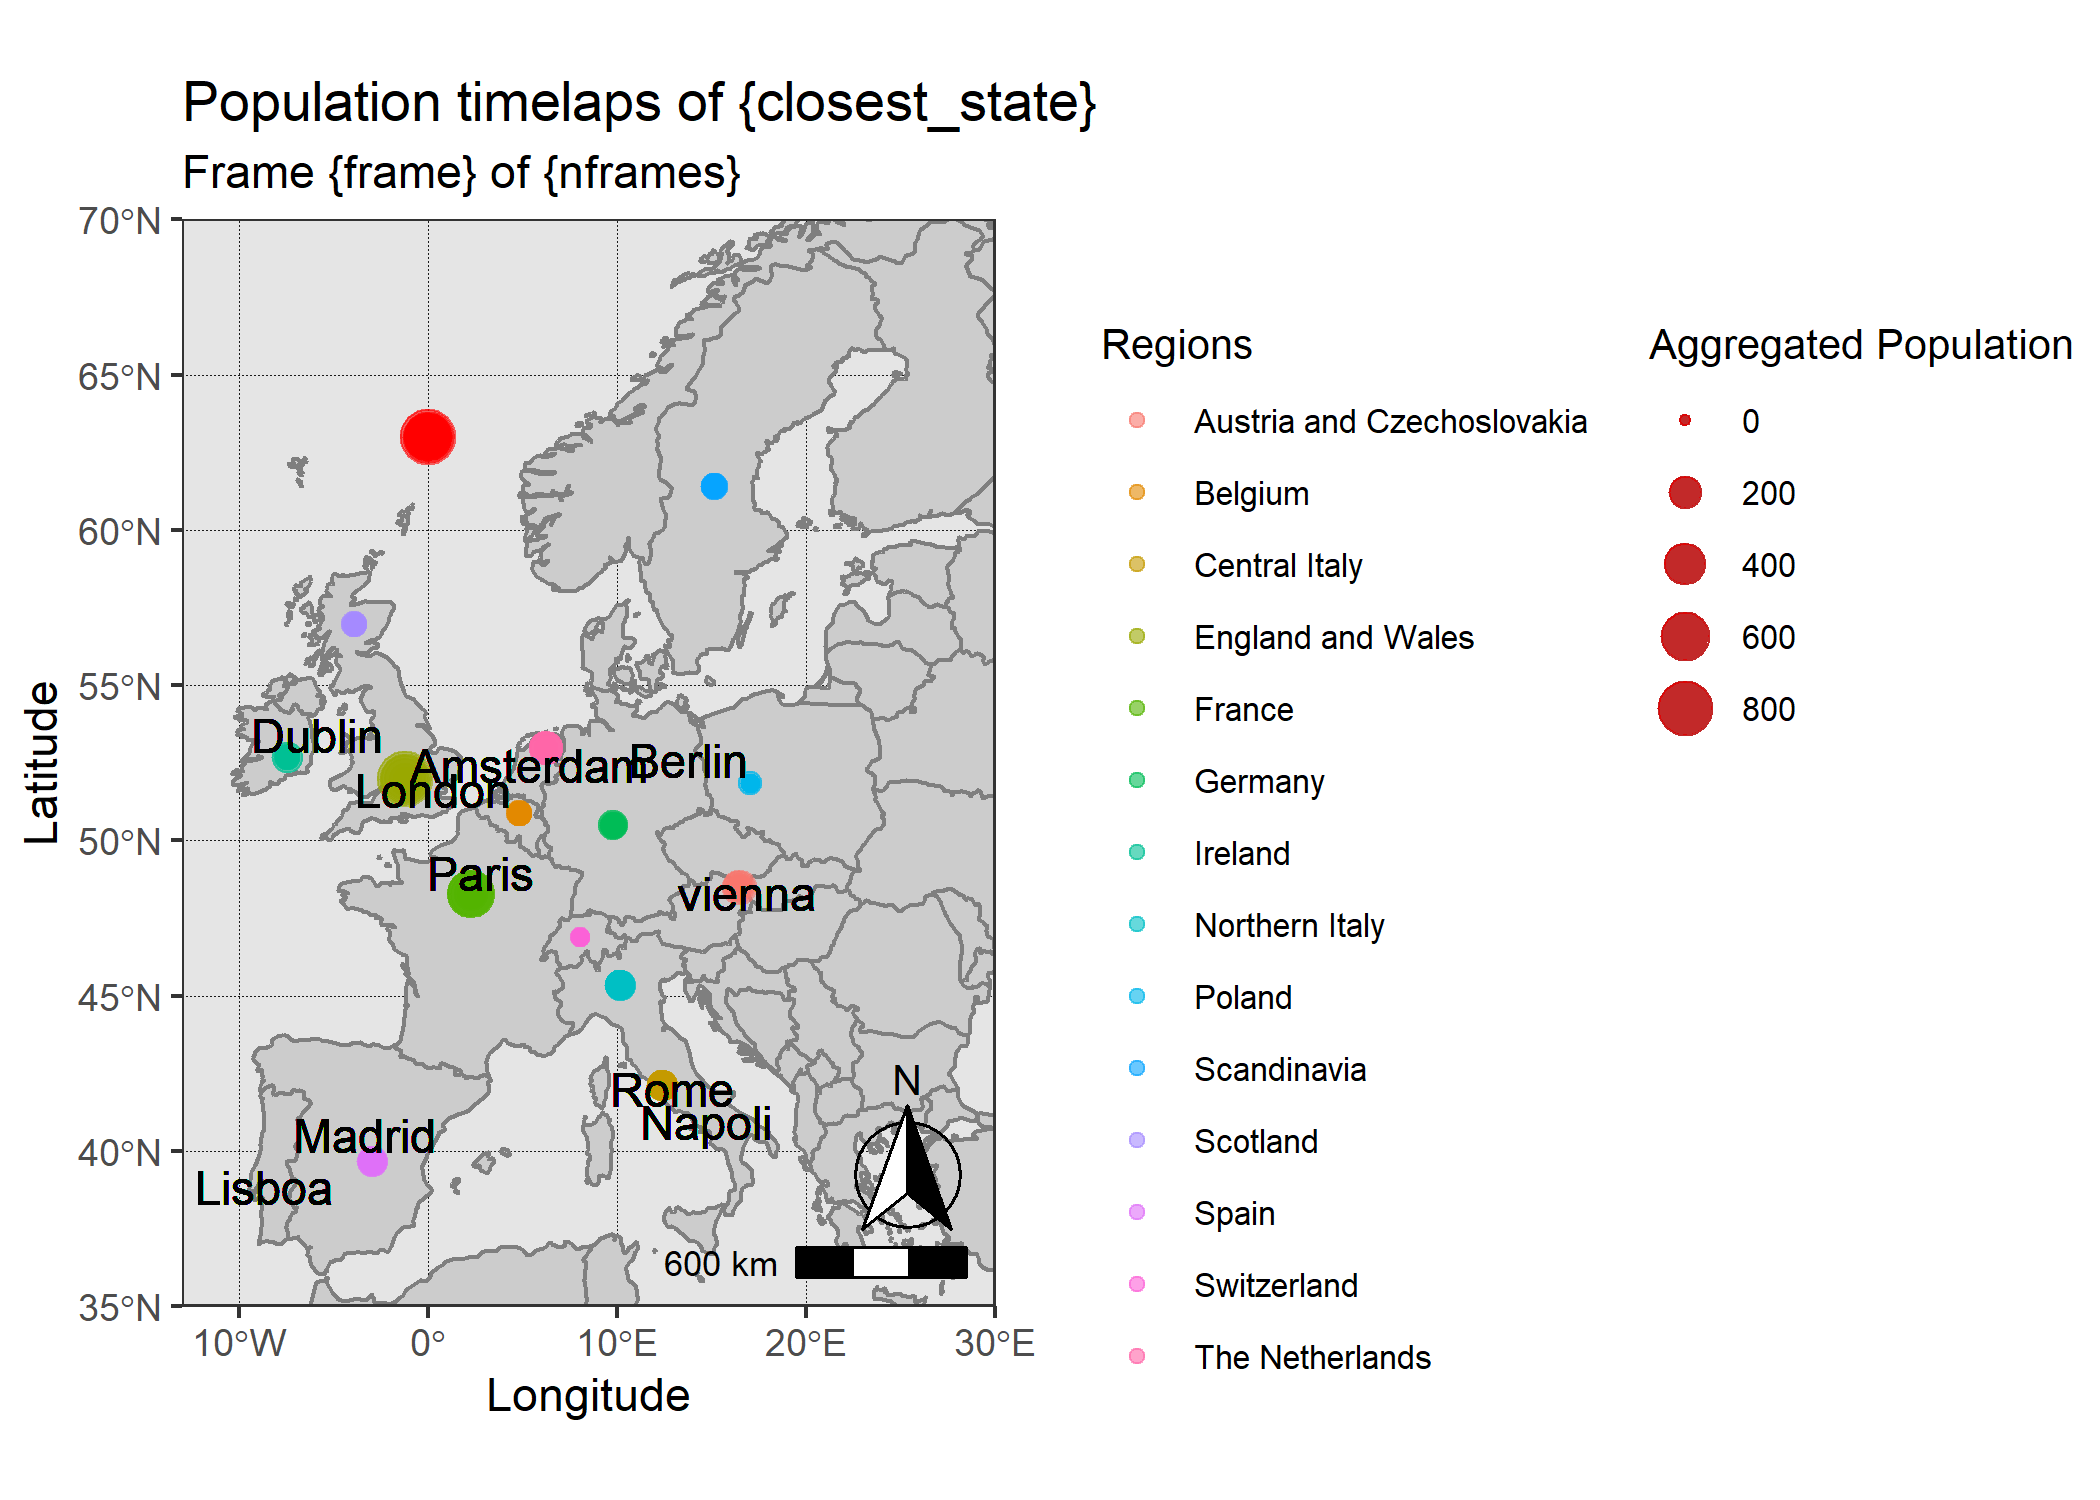 Population timelaps of {closest_state}
Frame {frame} of {nframes}
70°N
65°N
60°N
55°N
50°N
45°N
40°N
35°N
Latitude
Dublin
Amsterdam
Berlin
London
Paris
vienna
Rome
Napoli
Madrid
Lisboa
N
600 km
10°W
0°
10°E
20°E
30°E
Longitude
Regions
Austria and Czechoslovakia
Belgium
Central Italy
England and Wales
France
Germany
Ireland
Northern Italy
Poland
Scandinavia
Scotland
Spain
Switzerland
The Netherlands
Aggregated Population
0
200
400
600
800